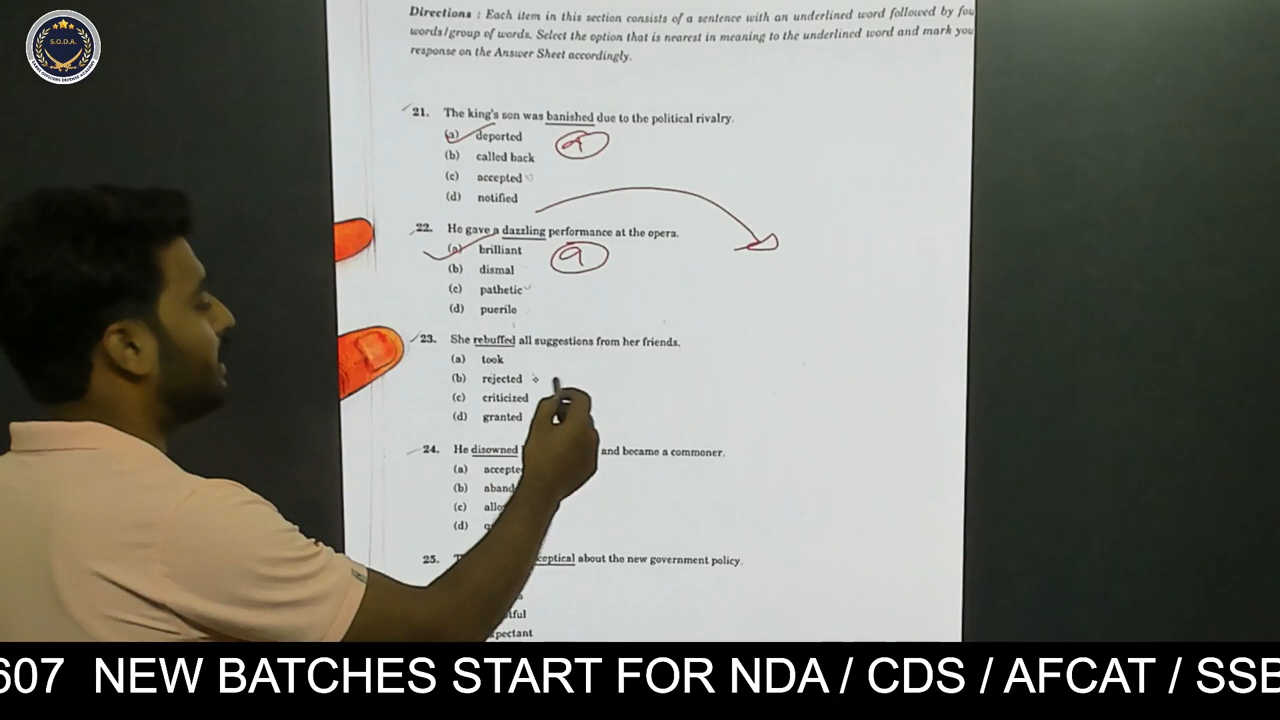 S.O.D.A.
Directions : Each item in this section consists of a sentence with an underlined word followed by fou
words/group of words. Select the option that is nearest in meaning to the underlined word and mark you
response on the Answer Sheet accordingly.
21. The king's son was banished due to the political rivalry.
(a) deported
(b) called back
(c) accepted
(d) notified
22. He gave a dazzling performance at the opera.
(a) brilliant a
(b) dismal
(c) pathetic
(d) puerile
23. She rebuffed all suggestions from her friends.
(a) took
(b) rejected
(c) criticized
(d) granted
24. He disowned and became a commoner.
(a) accepte
(b) aband
(c) allo
(d)
25. ceptical about the new government policy.
tful
pectant
607 NEW BATCHES START FOR NDA / CDS / AFCAT / SSB